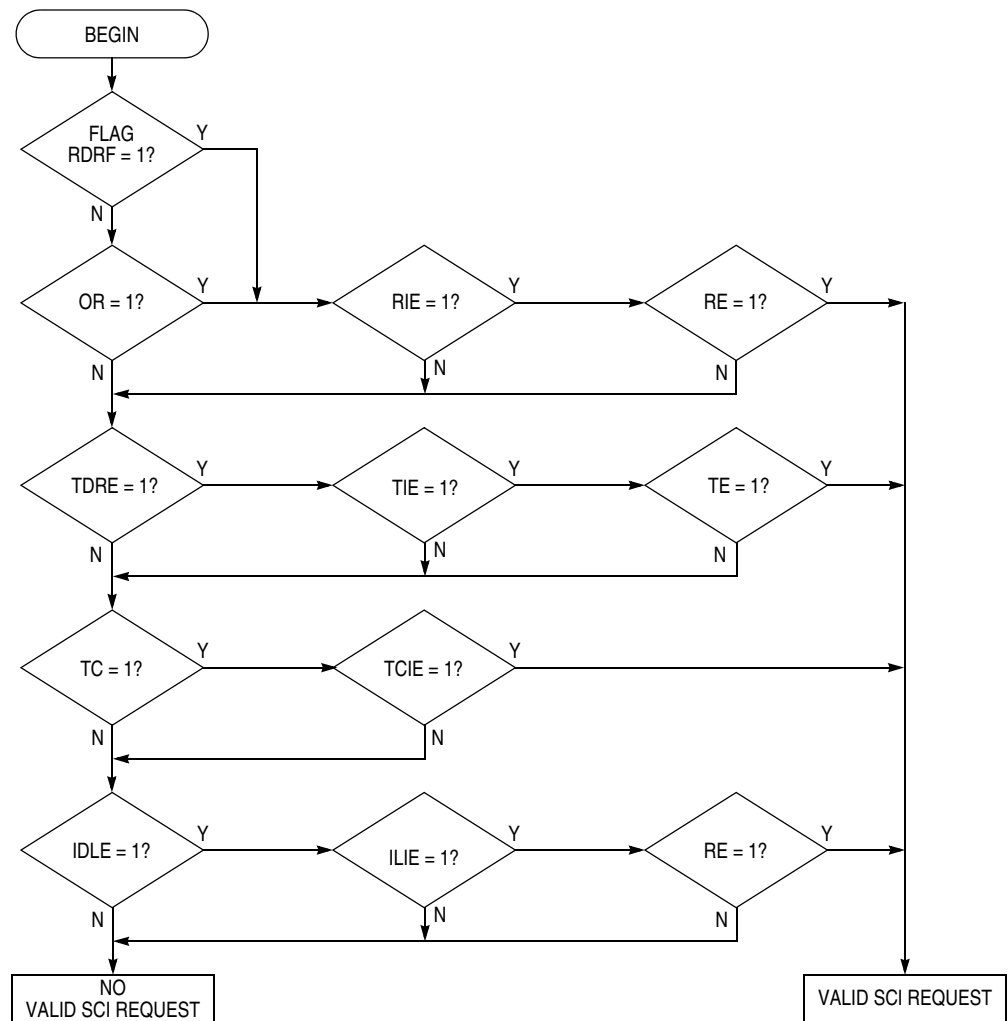 BEGIN
FLAG
RDRF = 1?
Y
N
OR = 1?
Y
RIE = 1?
Y
RE = 1?
Y
N
N
N
TDRE = 1?
Y
TIE = 1?
Y
TE = 1?
Y
N
N
N
TC = 1?
Y
TCIE = 1?
Y
N
N
IDLE = 1?
Y
ILIE = 1?
Y
RE = 1?
Y
N
N
N
NO
VALID SCI REQUEST
VALID SCI REQUEST